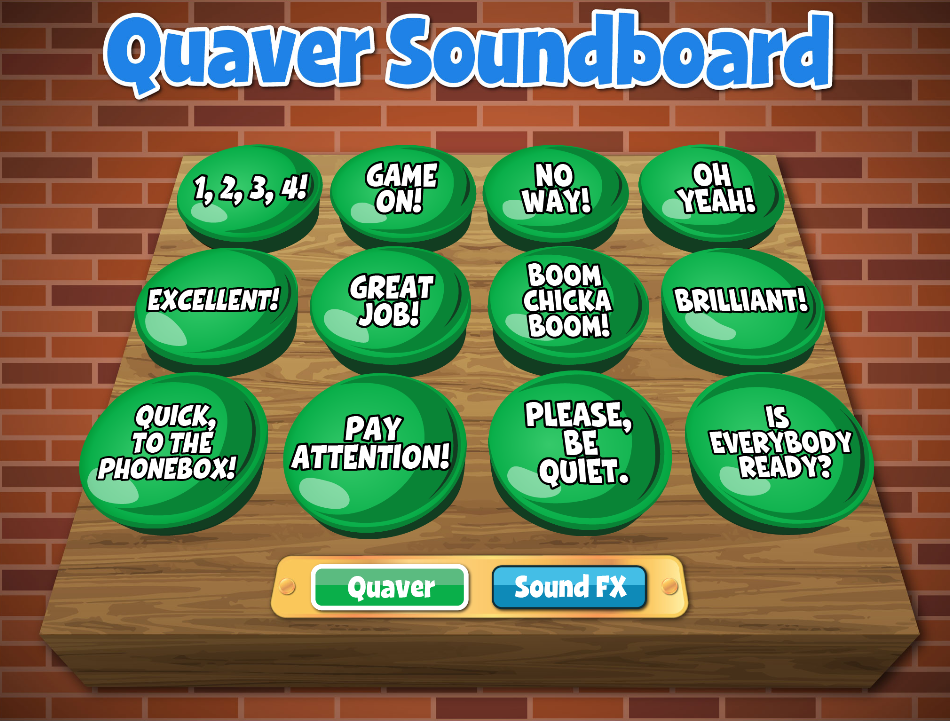 Quaver Soundboard
1, 2, 3, 4!
GAME
ON!
NO
WAY!
OH
YEAH!
EXCELLENT!
GREAT
JOB!
BOOM
CHICKA
BOOM!
BRILLIANT!
QUICK,
TO THE
PHONEBOX!
PAY
ATTENTION!
PLEASE,
BE
QUIET.
IS
EVERYBODY
READY?
Quaver
Sound FX